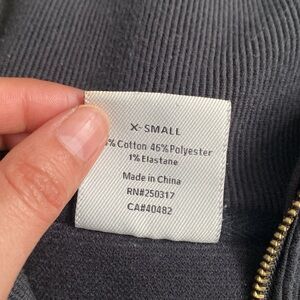 X-SMALL
% Cotton 46% Polyester
1% Elastane
Made in China
RN#250317
CA#40482